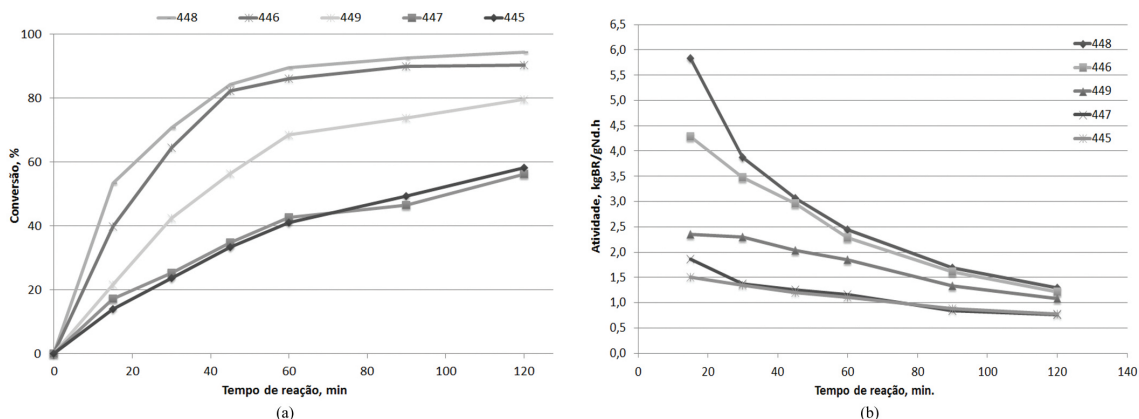 448 446 449 447 445
100
80
60
40
20
0
Conversão, %
0 20 40 60 80 100 120
Tempo de reação, min
(a)
6,5
6,0
5,5
5,0
4,5
4,0
3,5
3,0
2,5
2,0
1,5
1,0
0,5
0,0
Atividade, kgBR/gNd.h
448
446
449
447
445
0 20 40 60 80 100 120 140
Tempo de reação, min.
(b)